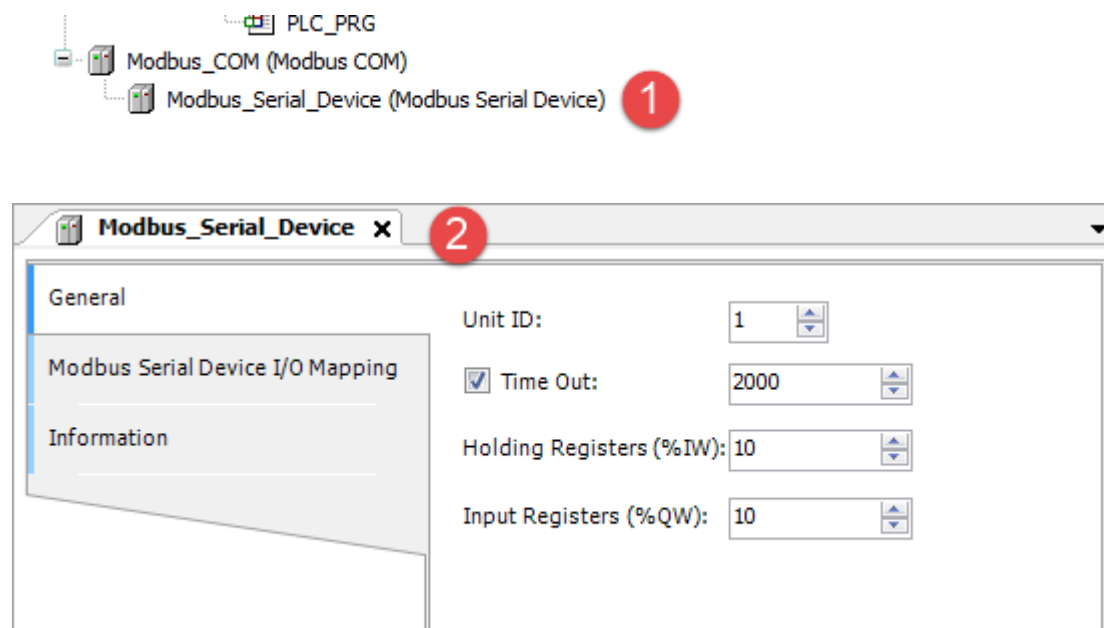 PLC_PRG
Modbus_COM (Modbus COM)
Modbus_Serial_Device (Modbus Serial Device) 1
Modbus_Serial_Device x 2
General
Unit ID: 1
Modbus Serial Device I/O Mapping
Time Out: 2000
Information
Holding Registers (%IW): 10
Input Registers (%QW): 10